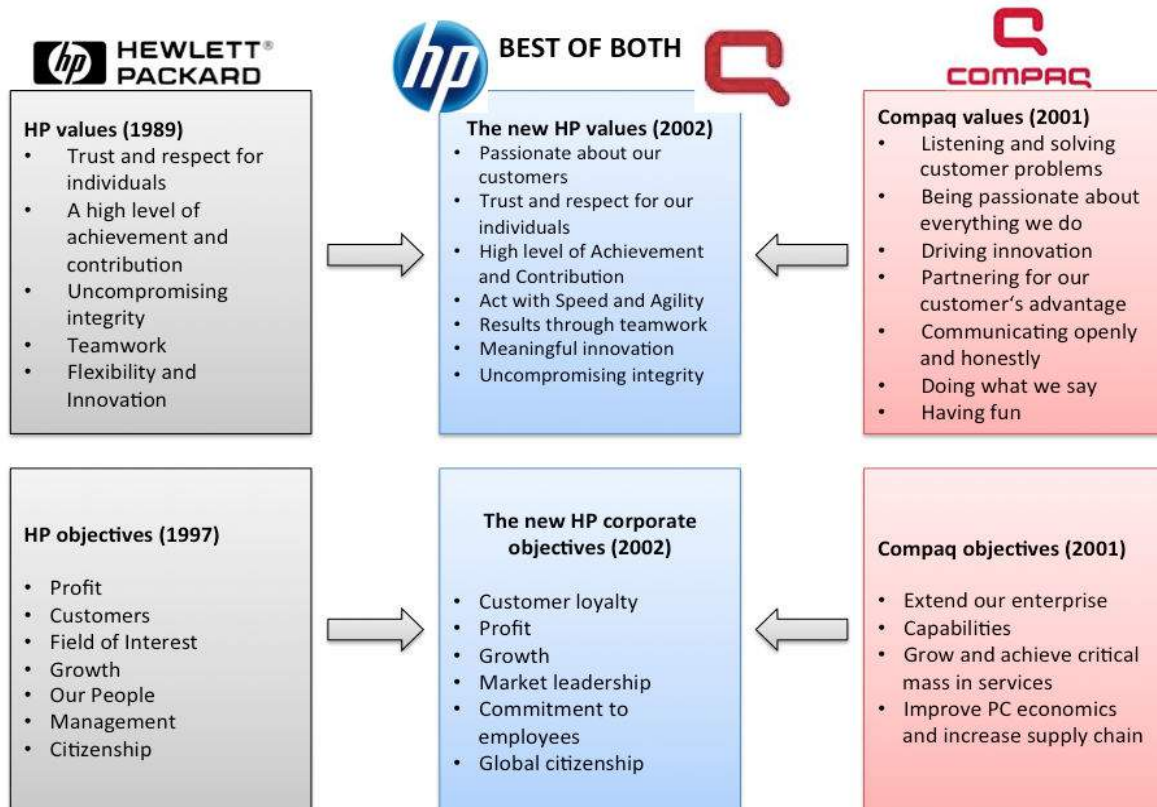 hp HEWLETT®
PACKARD
hp
BEST OF BOTH
COMPAQ
HP values (1989)
• Trust and respect for
individuals
• A high level of
achievement and
contribution
• Uncompromising
integrity
• Teamwork
• Flexibility and
Innovation
The new HP values (2002)
• Passionate about our
customers
• Trust and respect for our
individuals
• High level of Achievement
and Contribution
• Act with Speed and Agility
• Results through teamwork
• Meaningful innovation
• Uncompromising integrity
Compaq values (2001)
• Listening and solving
customer problems
• Being passionate about
everything we do
• Driving innovation
• Partnering for our
customer‘s advantage
• Communicating openly
and honestly
• Doing what we say
• Having fun
HP objectives (1997)
• Profit
• Customers
• Field of Interest
• Growth
• Our People
• Management
• Citizenship
The new HP corporate
objectives (2002)
• Customer loyalty
• Profit
• Growth
• Market leadership
• Commitment to
employees
• Global citizenship
Compaq objectives (2001)
• Extend our enterprise
• Capabilities
• Grow and achieve critical
mass in services
• Improve PC economics
and increase supply chain